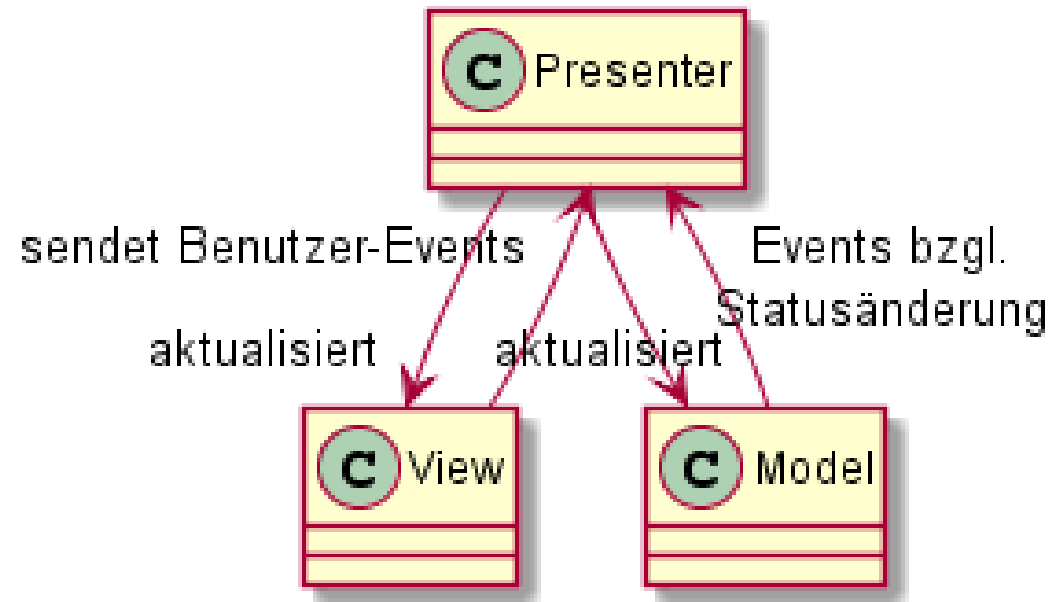 C Presenter
sendet Benutzer-Events
Events bzgl.
Statusänderung
aktualisiert
aktualisiert
C View
C Model